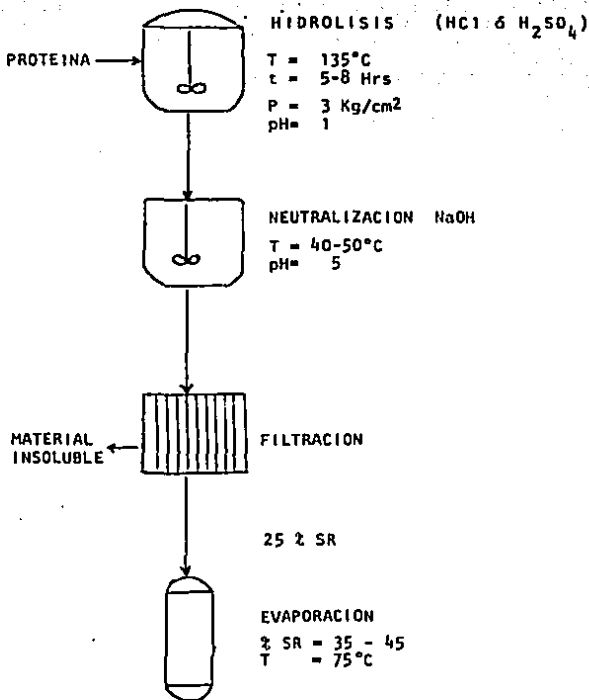 HIDROLISIS (HCl ó H₂SO₄)
PROTEINA
T = 135°C
t = 5-8 Hrs
P = 3 Kg/cm²
pH= 1
NEUTRALIZACION NaOH
T = 40-50°C
pH= 5
MATERIAL
INSOLUBLE
FILTRACION
25 % SR
EVAPORACION
% SR = 35 - 45
T = 75°C